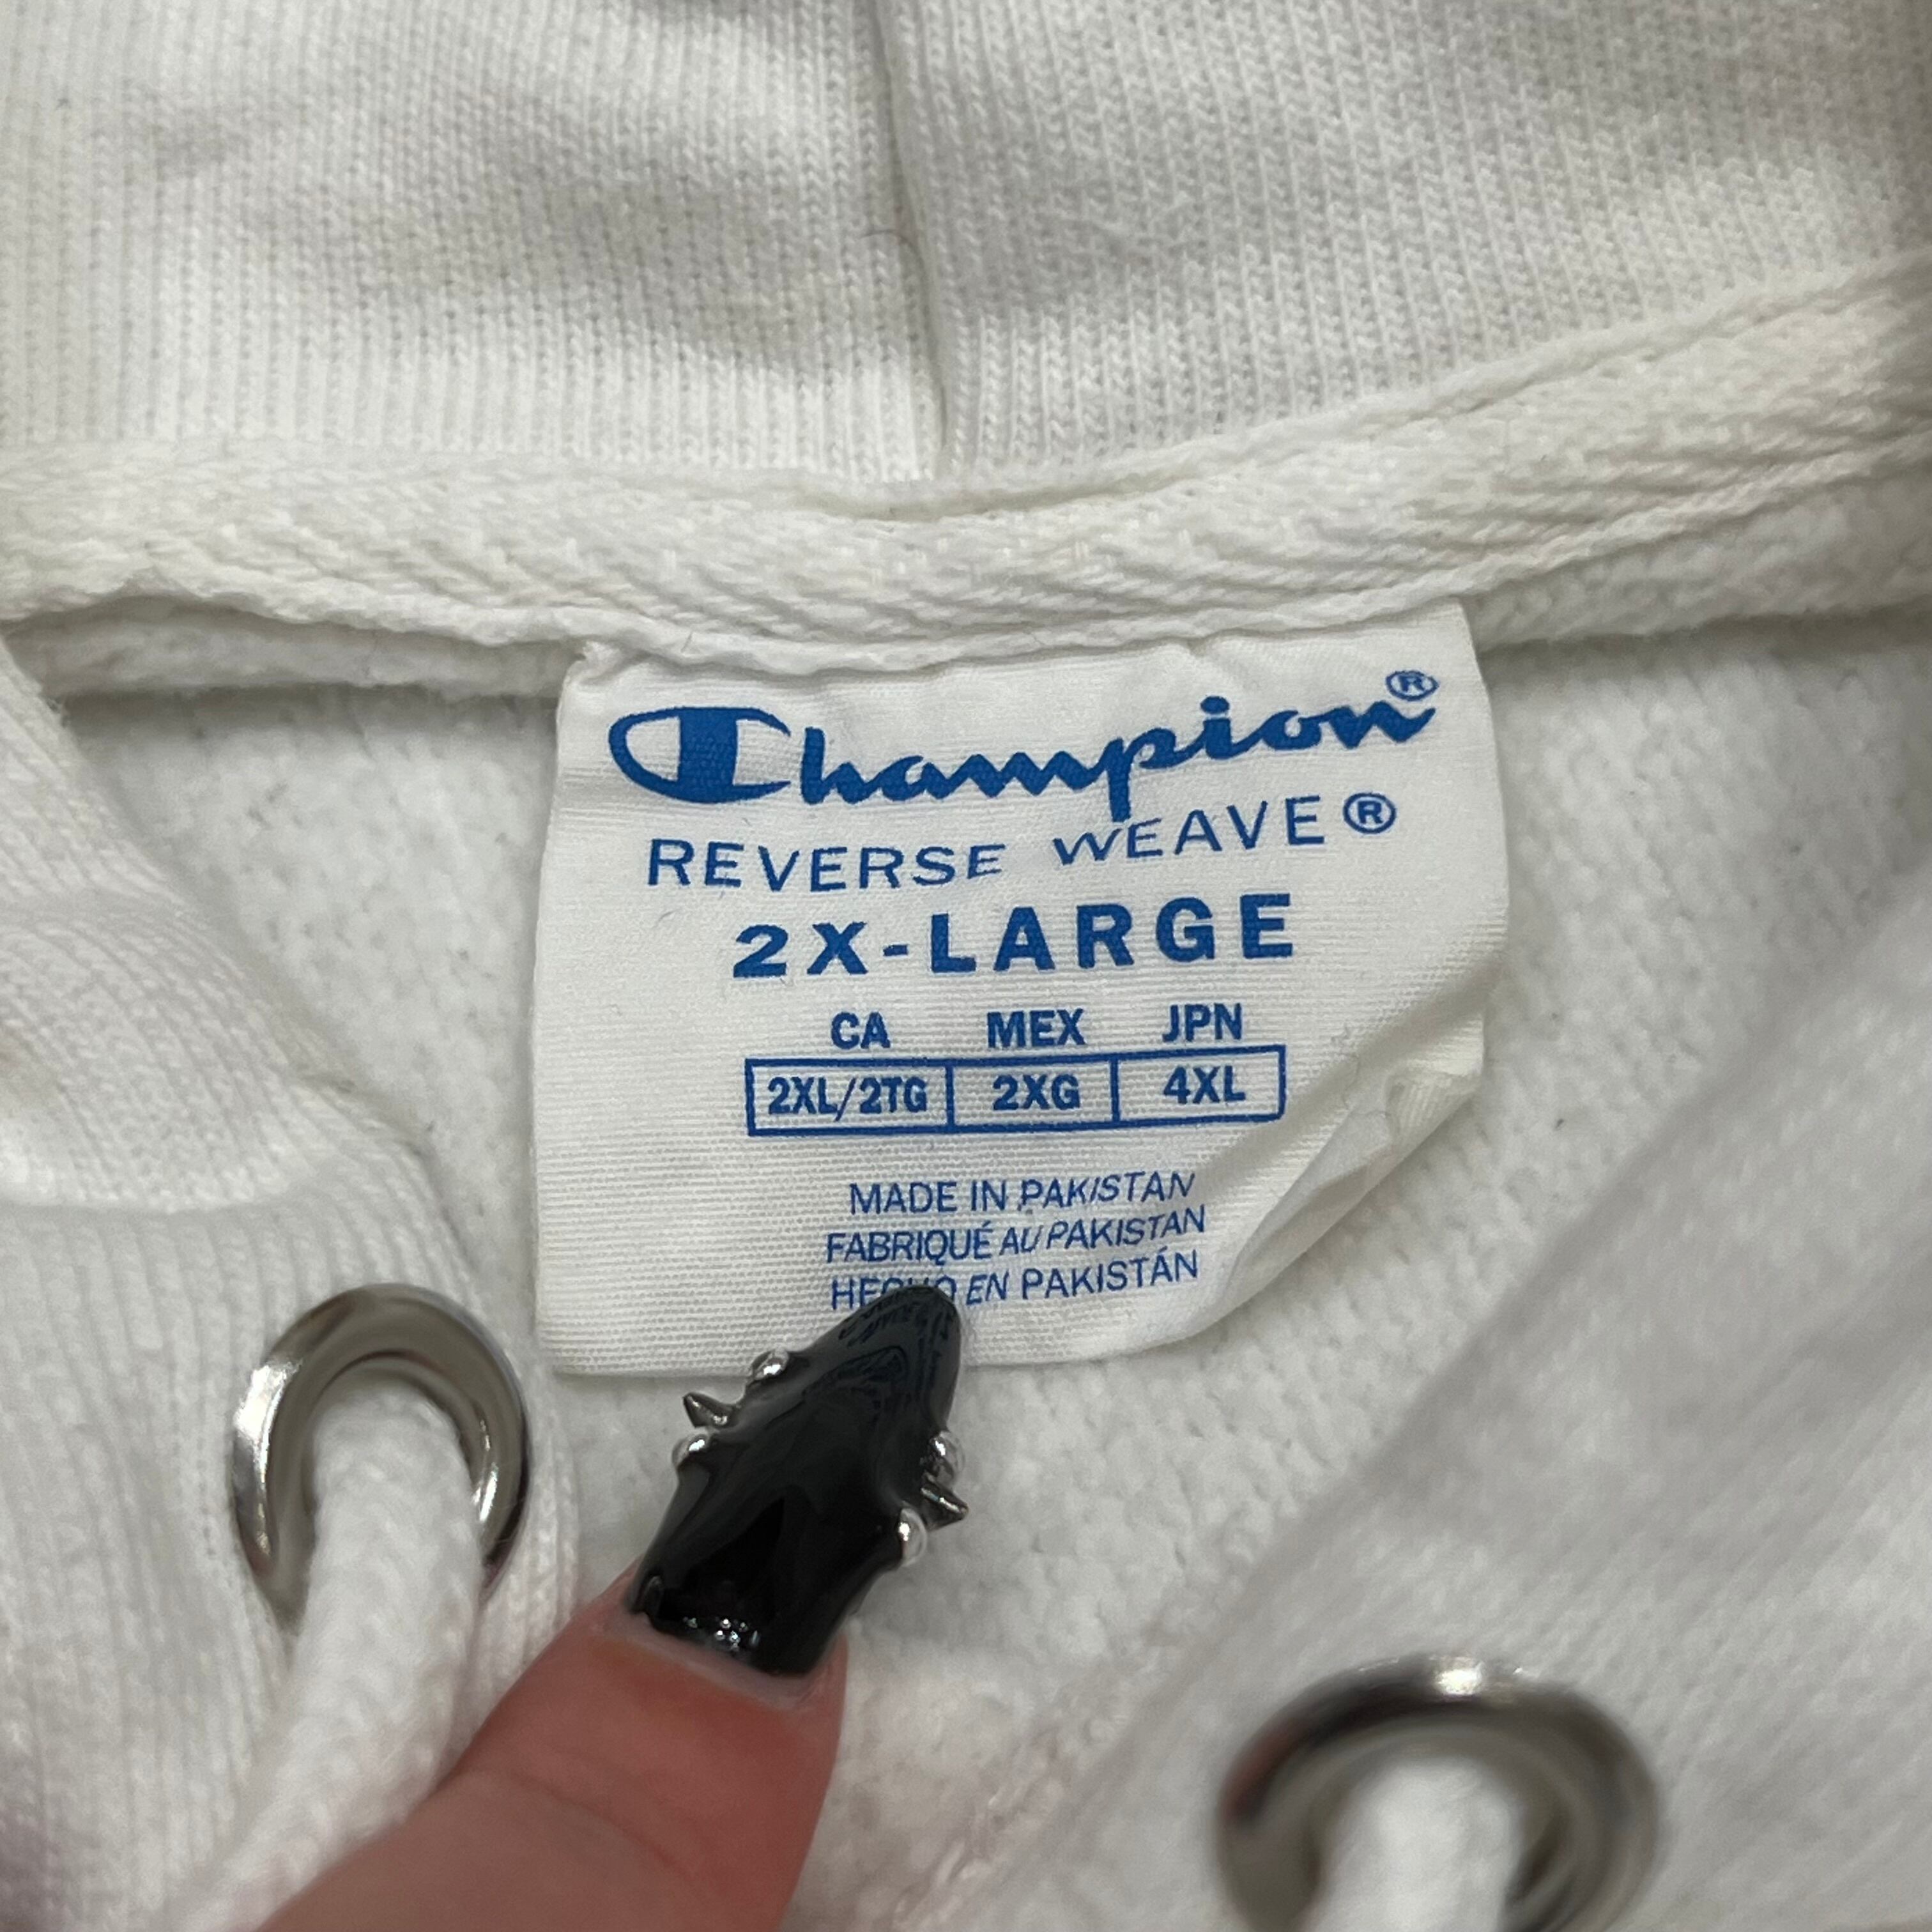 Champion®
REVERSE WEAVE®
2X-LARGE
CA MEX JPN
2XL/2TG 2XG 4XL
MADE IN PAKISTAN
FABRIQUÉ AU PAKISTAN
HECHO EN PAKISTÁN